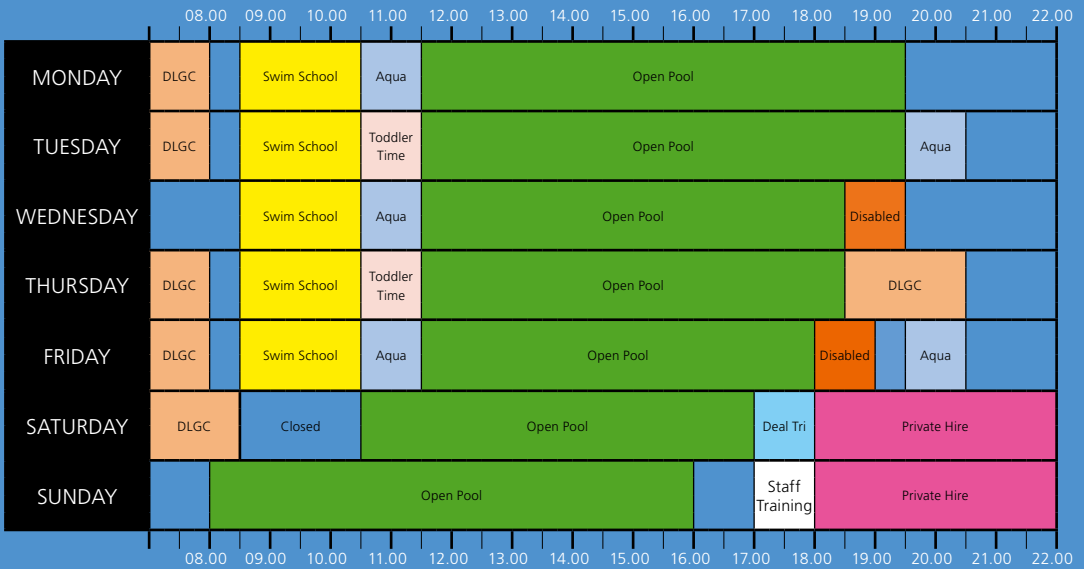 08.00 09.00 10.00 11.00 12.00 13.00 14.00 15.00 16.00 17.00 18.00 19.00 20.00 21.00 22.00
MONDAY DLGC Swim School Aqua Open Pool
TUESDAY DLGC Swim School Toddler Time Open Pool Aqua
WEDNESDAY Swim School Aqua Open Pool Disabled
THURSDAY DLGC Swim School Toddler Time Open Pool DLGC
FRIDAY DLGC Swim School Aqua Open Pool Disabled Aqua
SATURDAY DLGC Closed Open Pool Deal Tri Private Hire
SUNDAY Open Pool Staff Training Private Hire
08.00 09.00 10.00 11.00 12.00 13.00 14.00 15.00 16.00 17.00 18.00 19.00 20.00 21.00 22.00